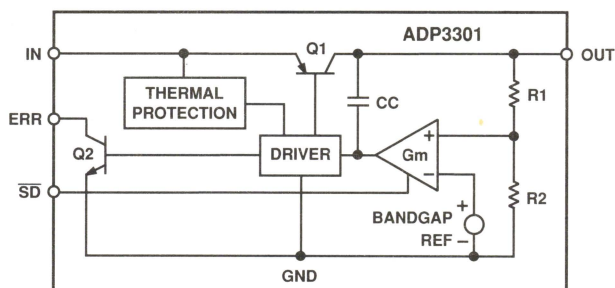 ADP3301
IN
Q1
OUT
THERMAL
PROTECTION
CC
R1
ERR
Q2
DRIVER
Gm
+
−
SD
R2
BANDGAP
REF
+
−
GND